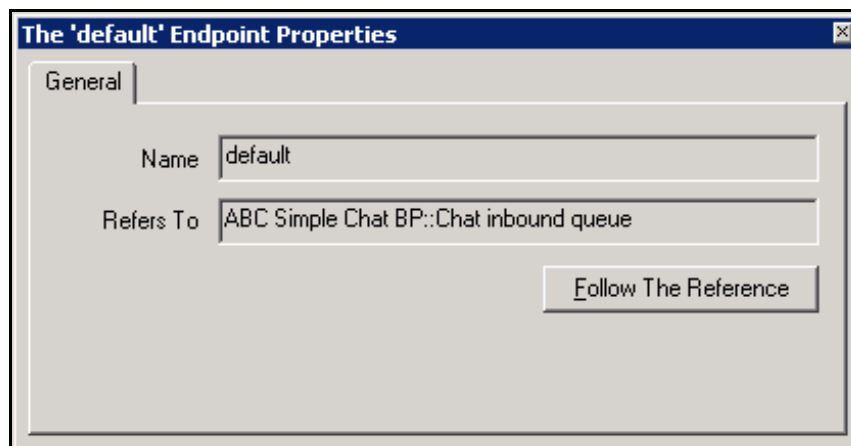 The 'default' Endpoint Properties
General
Name default
Refers To ABC Simple Chat BP::Chat inbound queue
Follow The Reference